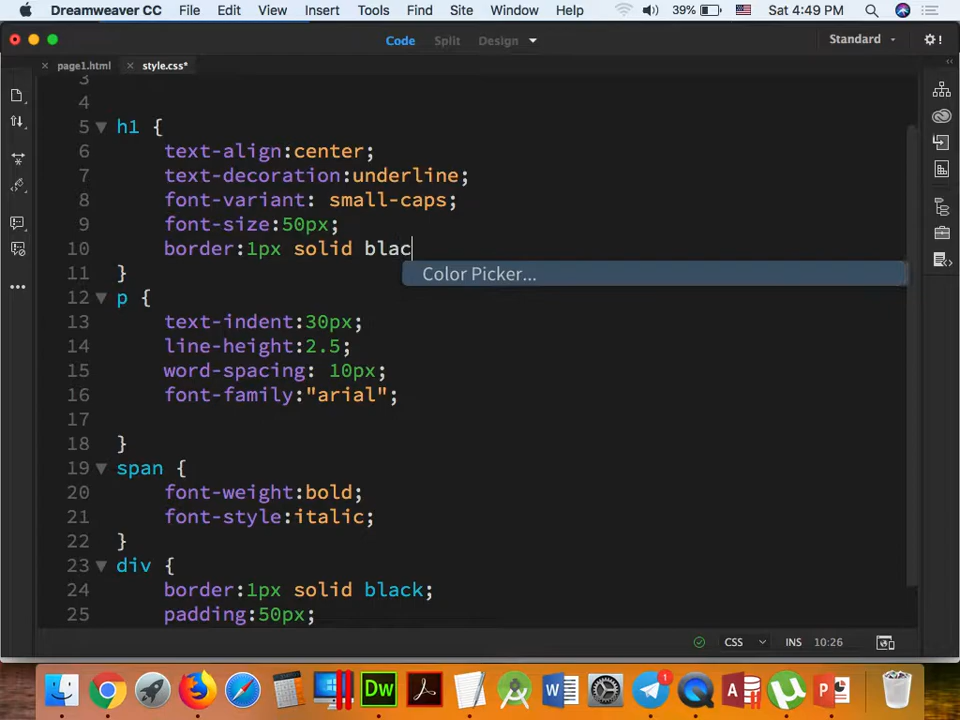 Dreamweaver CC File Edit View Insert Tools Find Site Window Help 39% Sat 4:49 PM
Code Split Design Standard
page1.html style.css*
3
4
5 h1 {
6 text-align:center;
7 text-decoration:underline;
8 font-variant: small-caps;
9 font-size:50px;
10 border:1px solid blac
Color Picker...
11 }
12 p {
13 text-indent:30px;
14 line-height:2.5;
15 word-spacing: 10px;
16 font-family:"arial";
17
18 }
19 span {
20 font-weight:bold;
21 font-style:italic;
22 }
23 div {
24 border:1px solid black;
25 padding:50px;
CSS INS 10:26
Dw W 1 A P